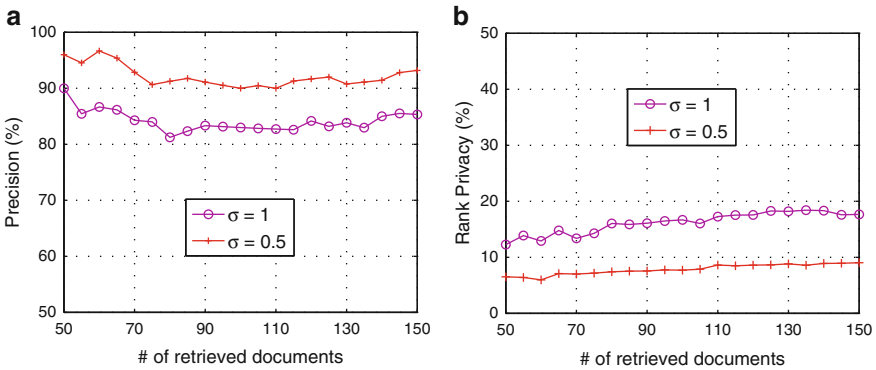 a
100
90
80
70
60
50
Precision (%)
σ = 1
σ = 0.5
50 70 90 110 130 150
# of retrieved documents
b
50
40
30
20
10
0
Rank Privacy (%)
σ = 1
σ = 0.5
50 70 90 110 130 150
# of retrieved documents